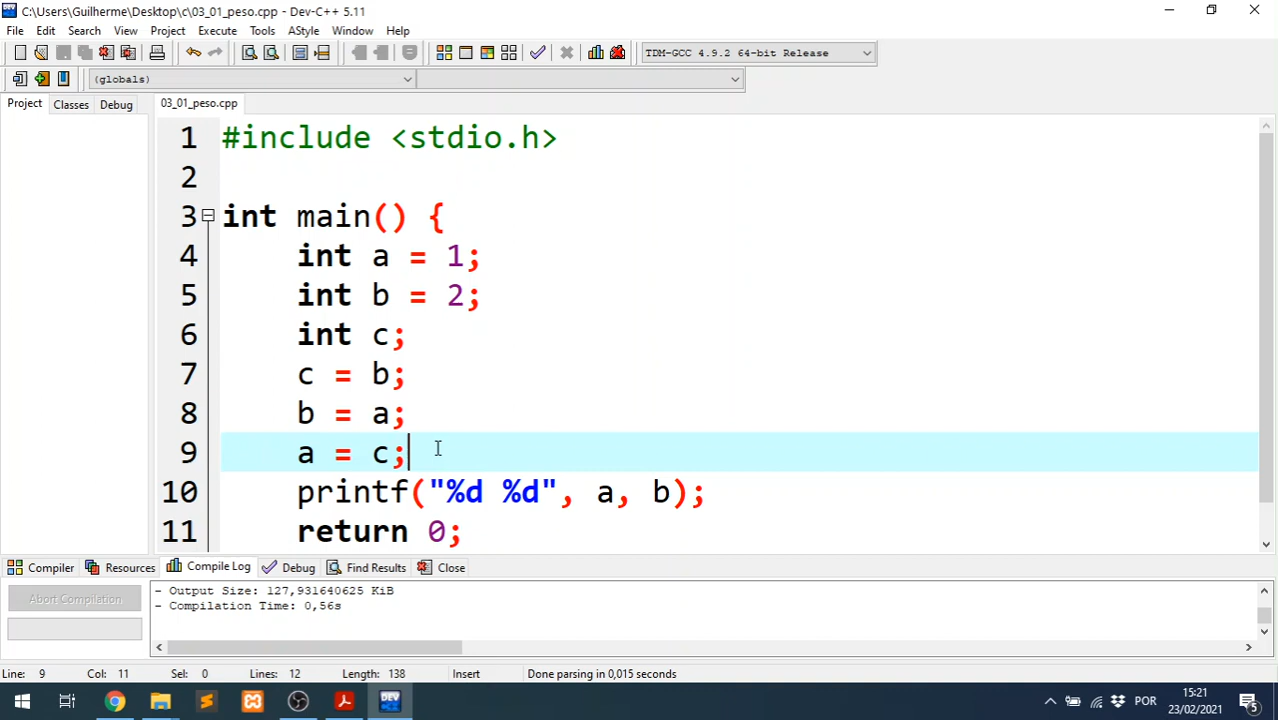 C:\Users\Guilherme\Desktop\c\03_01_peso.cpp - Dev-C++ 5.11
File Edit Search View Project Execute Tools AStyle Window Help
TDM-GCC 4.9.2 64-bit Release
(globals)
Project Classes Debug 03_01_peso.cpp
1 #include <stdio.h>
2
3 int main() {
4 int a = 1;
5 int b = 2;
6 int c;
7 c = b;
8 b = a;
9 a = c;
10 printf("%d %d", a, b);
11 return 0;
Compiler Resources Compile Log Debug Find Results Close
Abort Compilation
- Output Size: 127,931640625 KiB
- Compilation Time: 0,56s
Line: 9 Col: 11 Sel: 0 Lines: 12 Length: 138 Insert Done parsing in 0,015 seconds
DEV POR 15:21
23/02/2021 5